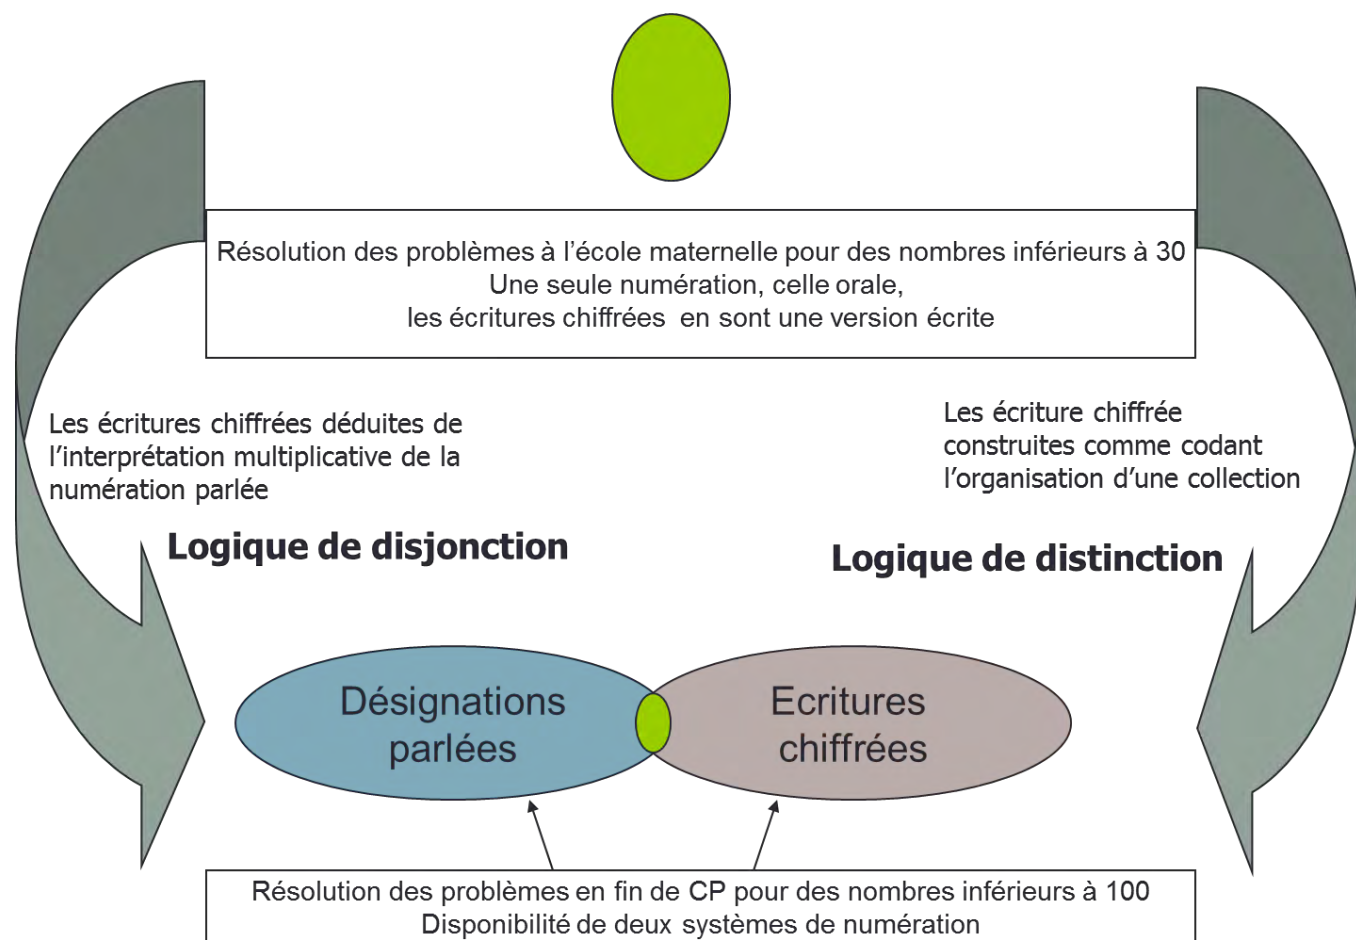 Résolution des problèmes à l'école maternelle pour des nombres inférieurs à 30
Une seule numération, celle orale,
les écritures chiffrées en sont une version écrite
Les écritures chiffrées déduites de
l'interprétation multiplicative de la
numération parlée
Les écriture chiffrée
construites comme codant
l'organisation d'une collection
Logique de disjonction
Logique de distinction
Désignations
parlées
Ecritures
chiffrées
Résolution des problèmes en fin de CP pour des nombres inférieurs à 100
Disponibilité de deux systèmes de numération